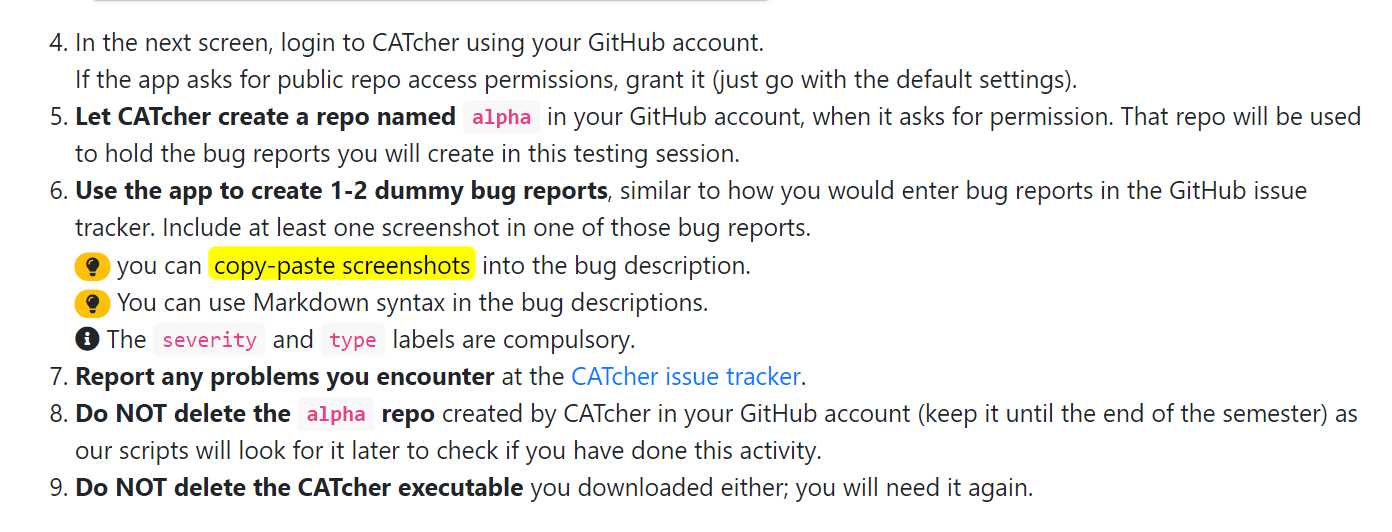 4. In the next screen, login to CATcher using your GitHub account.
If the app asks for public repo access permissions, grant it (just go with the default settings).
5. Let CATcher create a repo named alpha in your GitHub account, when it asks for permission. That repo will be used
to hold the bug reports you will create in this testing session.
6. Use the app to create 1-2 dummy bug reports, similar to how you would enter bug reports in the GitHub issue
tracker. Include at least one screenshot in one of those bug reports.
you can copy-paste screenshots into the bug description.
You can use Markdown syntax in the bug descriptions.
The severity and type labels are compulsory.
7. Report any problems you encounter at the CATcher issue tracker.
8. Do NOT delete the alpha repo created by CATcher in your GitHub account (keep it until the end of the semester) as
our scripts will look for it later to check if you have done this activity.
9. Do NOT delete the CATcher executable you downloaded either; you will need it again.